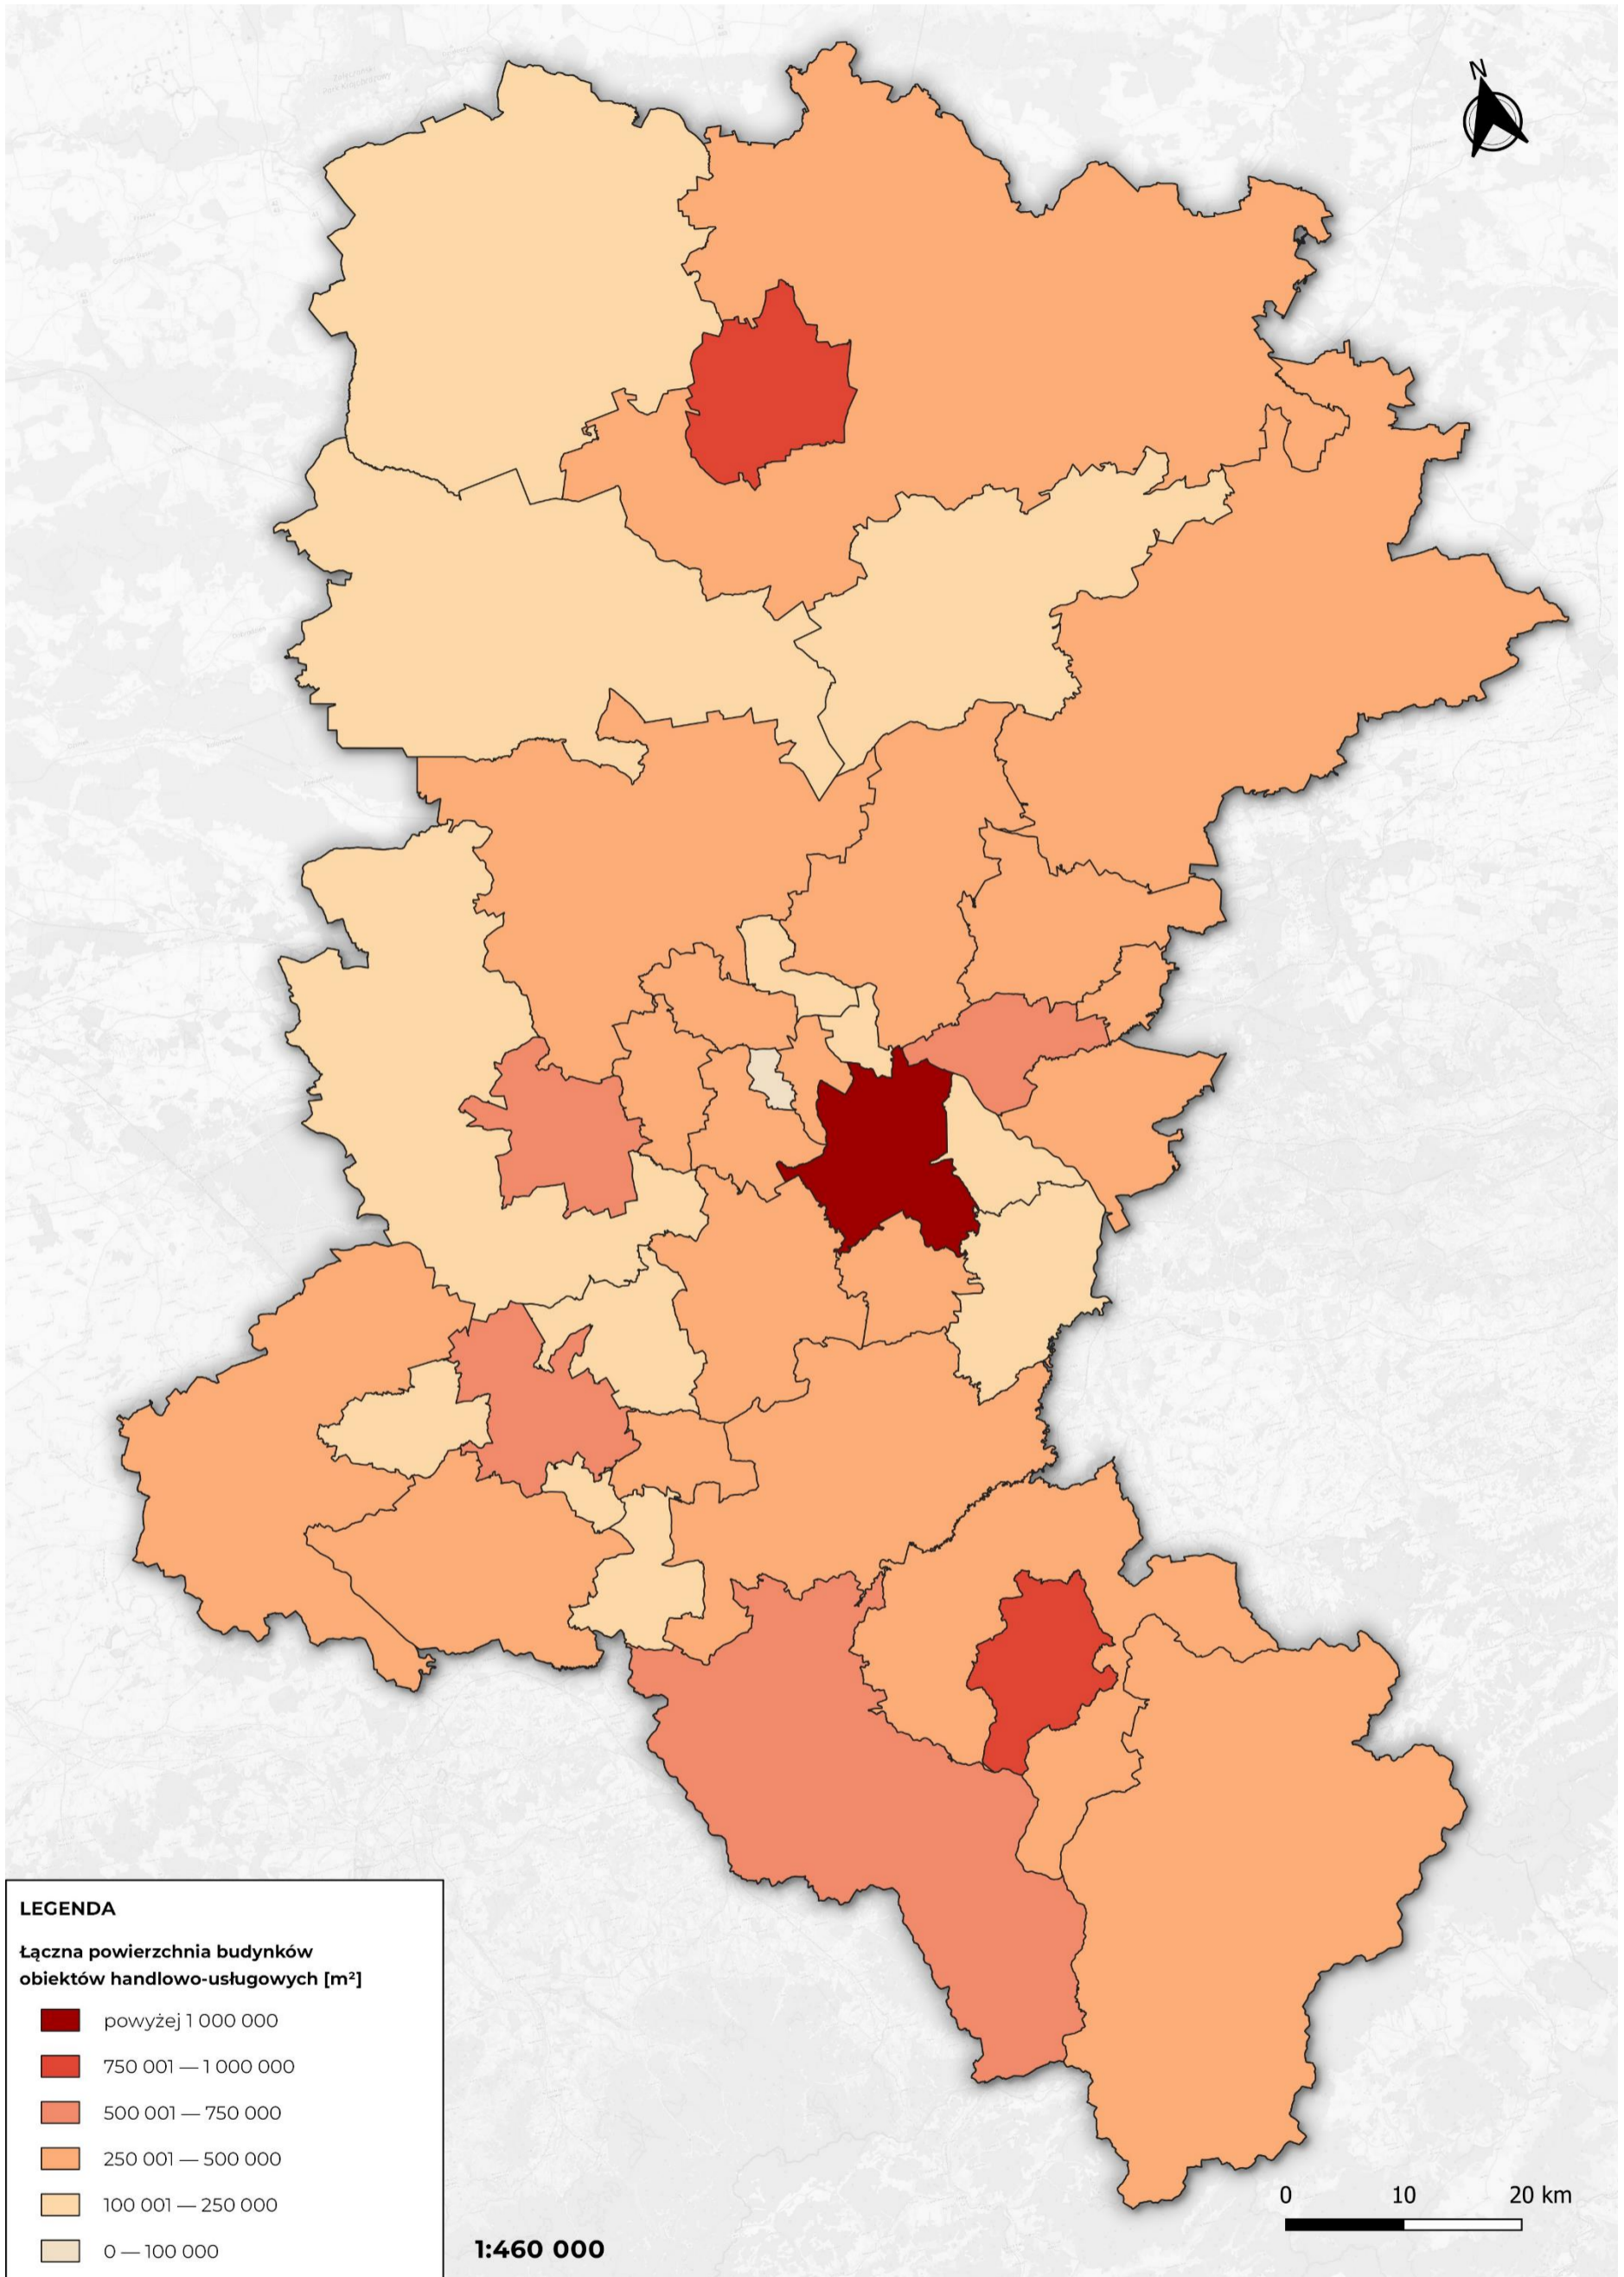 N
LEGENDA
Łączna powierzchnia budynków
obiektów handlowo-usługowych [m²]
powyżej 1 000 000
750 001 — 1 000 000
500 001 — 750 000
250 001 — 500 000
100 001 — 250 000
0 — 100 000
1:460 000
0 10 20 km